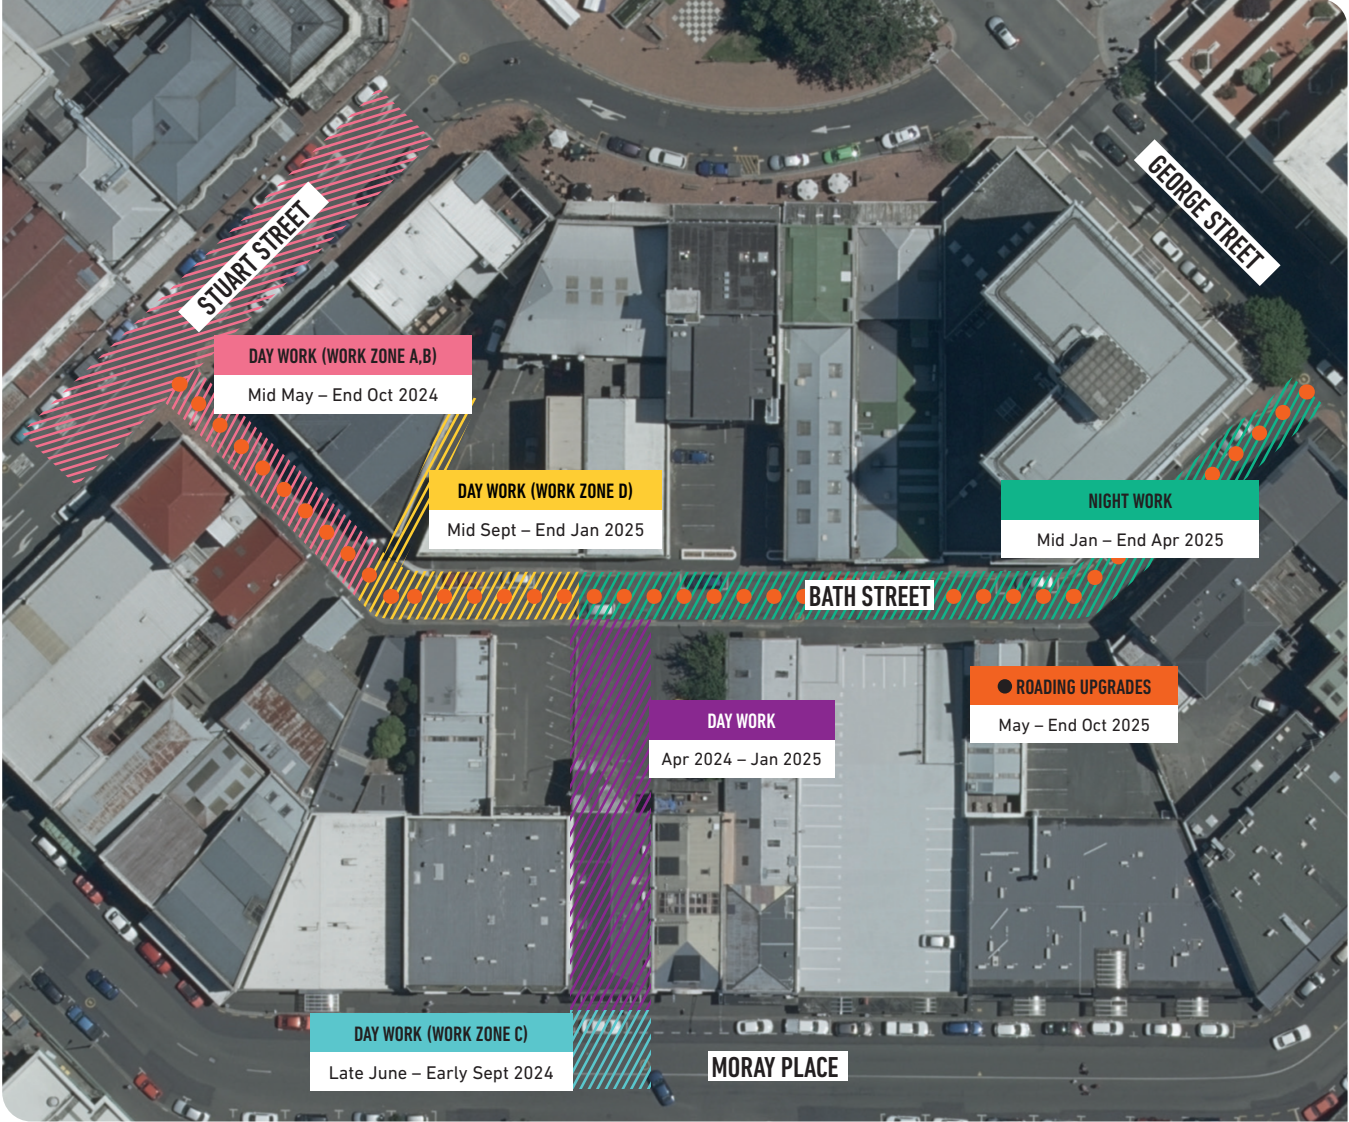 STUART STREET
GEORGE STREET
DAY WORK (WORK ZONE A,B)
Mid May – End Oct 2024
DAY WORK (WORK ZONE D)
Mid Sept – End Jan 2025
NIGHT WORK
Mid Jan – End Apr 2025
BATH STREET
ROADING UPGRADES
May – End Oct 2025
DAY WORK
Apr 2024 – Jan 2025
DAY WORK (WORK ZONE C)
Late June – Early Sept 2024
MORAY PLACE